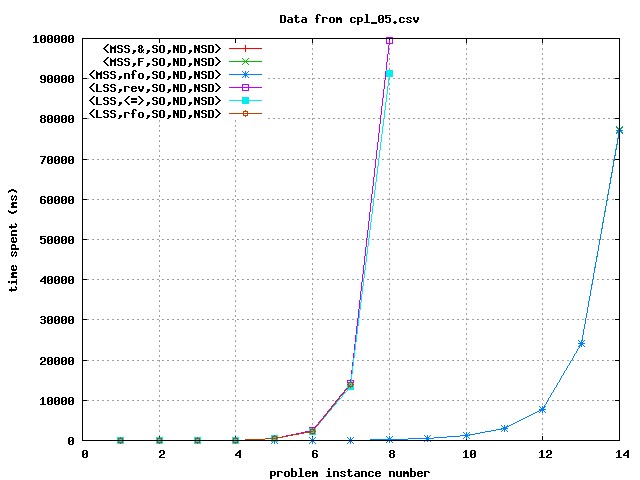 Data from cpl_05.csv
<MSS,&,SO,ND,NSD>
<MSS,F,SO,ND,NSD>
<MSS,nfo,SO,ND,NSD>
<LSS,rev,SO,ND,NSD>
<LSS,<=>,SO,ND,NSD>
<LSS,rfo,SO,ND,NSD>
100000
90000
80000
70000
60000
50000
40000
30000
20000
10000
0
time spent (ms)
0 2 4 6 8 10 12 14
problem instance number